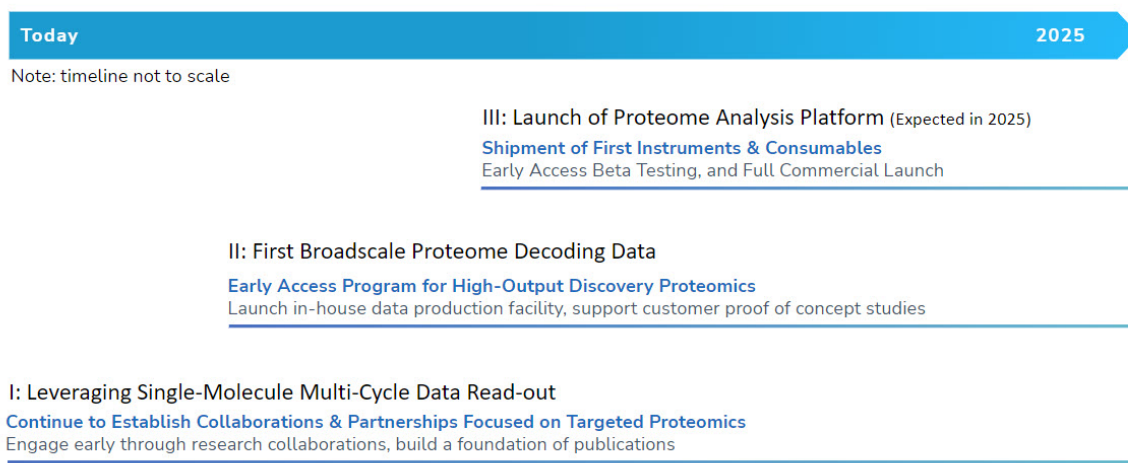 Today 2025
Note: timeline not to scale
III: Launch of Proteome Analysis Platform (Expected in 2025)
Shipment of First Instruments & Consumables
Early Access Beta Testing, and Full Commercial Launch
II: First Broadscale Proteome Decoding Data
Early Access Program for High-Output Discovery Proteomics
Launch in-house data production facility, support customer proof of concept studies
I: Leveraging Single-Molecule Multi-Cycle Data Read-out
Continue to Establish Collaborations & Partnerships Focused on Targeted Proteomics
Engage early through research collaborations, build a foundation of publications